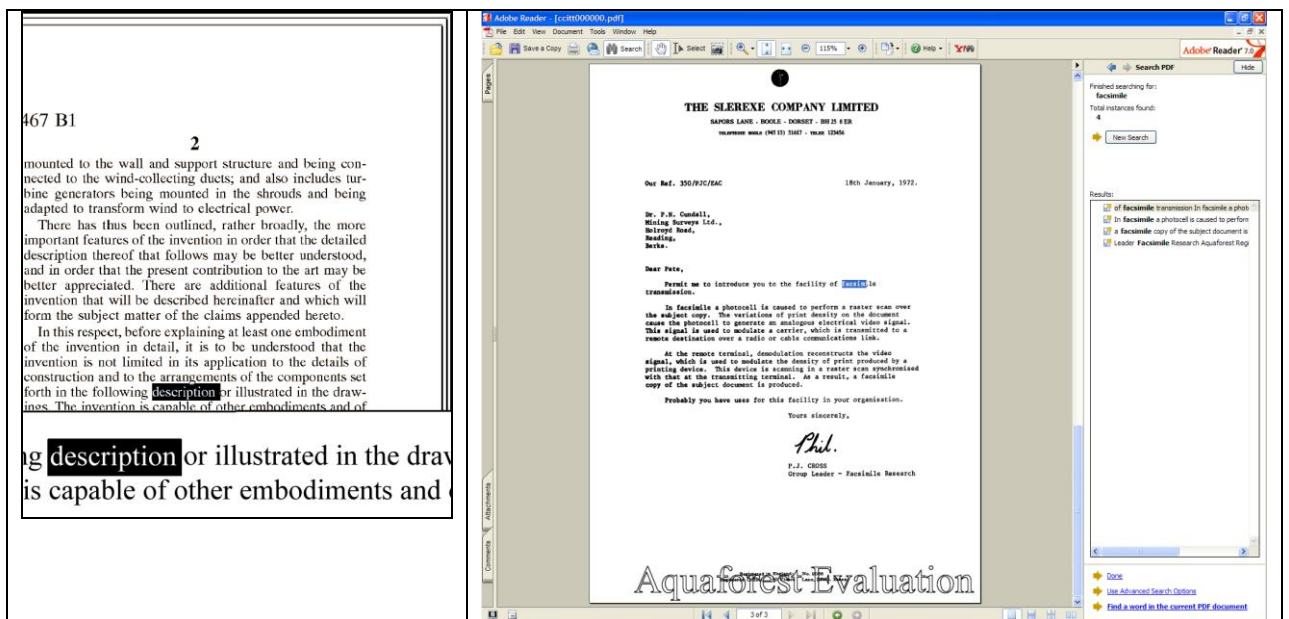 467 B1
2
mounted to the wall and support structure and being con-
nected to the wind-collecting ducts; and also includes tur-
bine generators being mounted in the shrouds and being
adapted to transform wind to electrical power.
There has thus been outlined, rather broadly, the more
important features of the invention in order that the detailed
description thereof that follows may be better understood,
and in order that the present contribution to the art may be
better appreciated. There are additional features of the
invention that will be described hereinafter and which will
form the subject matter of the claims appended hereto.
In this respect, before explaining at least one embodiment
of the invention in detail, it is to be understood that the
invention is not limited in its application to the details of
construction and to the arrangements of the components set
forth in the following description or illustrated in the draw-
ings. The invention is capable of other embodiments and of
description or illustrated in the
is capable of other embodiments and
Adobe Reader - [ccitt000000.pdf]
File Edit View Document Tools Window Help
Save a Copy Search Select 115% Help
Adobe Reader 7.0
Pages
Attachments
Comments
THE SLEREXE COMPANY LIMITED
SAPORS LANE - BOOLE - DORSET - BH 25 8 ER
TELEPHONE BOOLE (945 13) 51617 - TELEX 123456
Our Ref. 350/PJC/EAC 18th January, 1972.
Dr. P.N. Cundall,
Mining Surveys Ltd.,
Holroyd Road,
Reading,
Berks.
Dear Pete,
Permit me to introduce you to the facility of facsimile
transmission.
In facsimile a photocell is caused to perform a raster scan over
the subject copy. The variations of print density on the document
cause the photocell to generate an analogous electrical video signal.
This signal is used to modulate a carrier, which is transmitted to a
remote destination over a radio or cable communications link.
At the remote terminal, demodulation reconstructs the video
signal, which is used to modulate the density of print produced by a
printing device. This device is scanning in a raster scan synchronised
with that at the transmitting terminal. As a result, a facsimile
copy of the subject document is produced.
Probably you have uses for this facility in your organisation.
Yours sincerely,
Phil.
P.J. CROSS
Group Leader - Facsimile Research
Aquaforest Evaluation
3 of 3
Search PDF Hide
Finished searching for:
facsimile
Total instances found:
4
New Search
Results:
of facsimile transmission In facsimile a phot
In facsimile a photocell is caused to perform
a facsimile copy of the subject document is
Leader Facsimile Research Aquaforest Regi
Done
Use Advanced Search Options
Find a word in the current PDF document